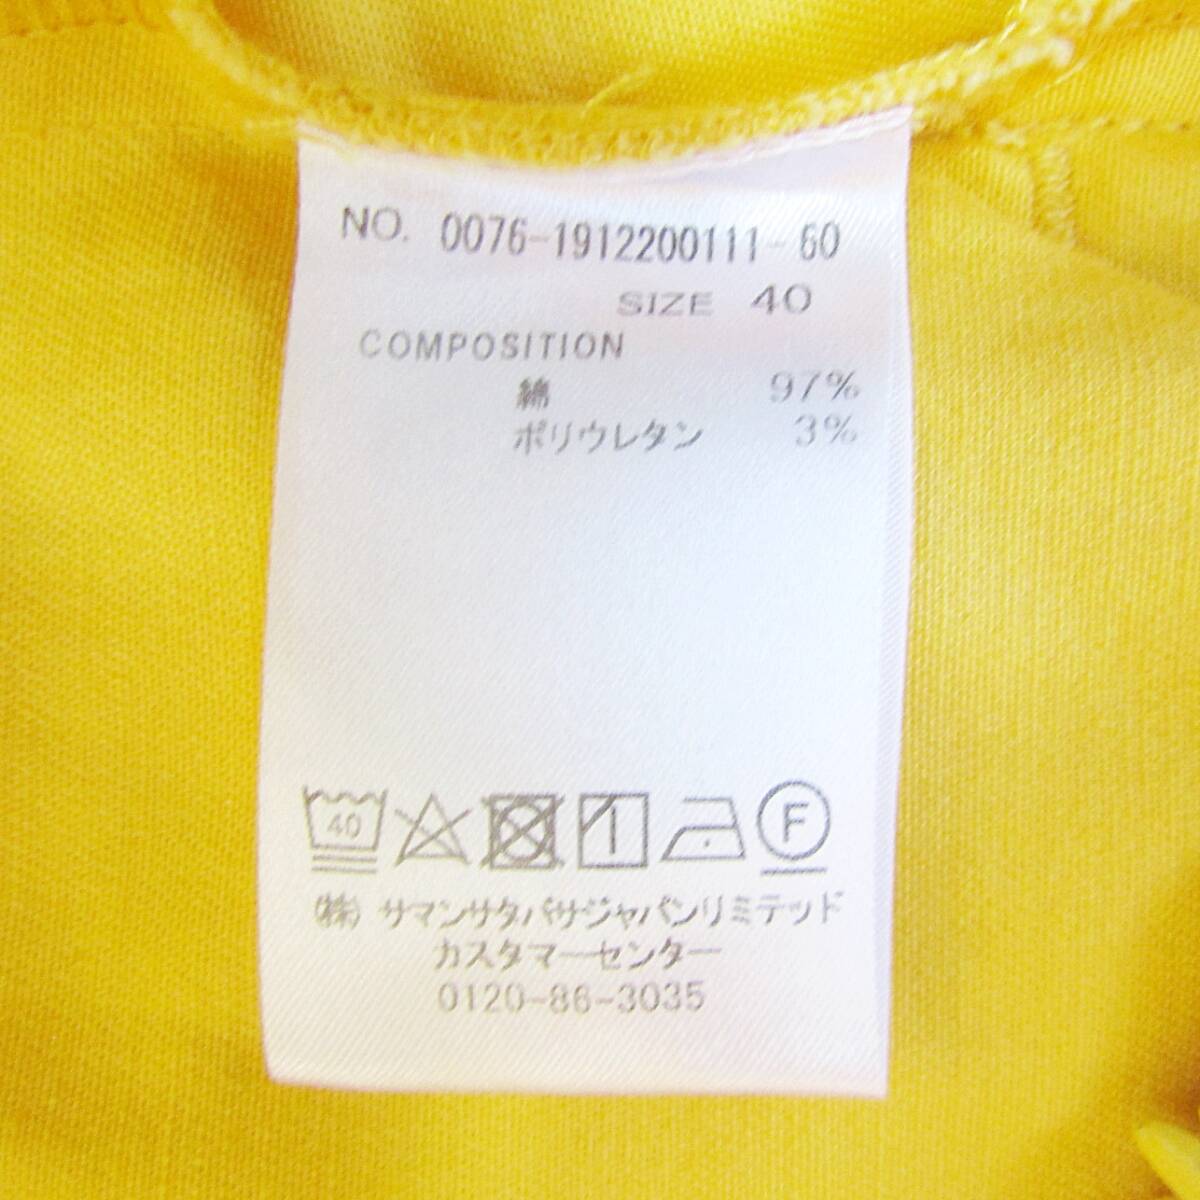 NO. 0076-1912200111-60
SIZE 40
COMPOSITION
綿 97%
ポリウレタン 3%
40 F
(株) サマンサタバサジャパンリミテッド
カスタマーセンター
0120-86-3035